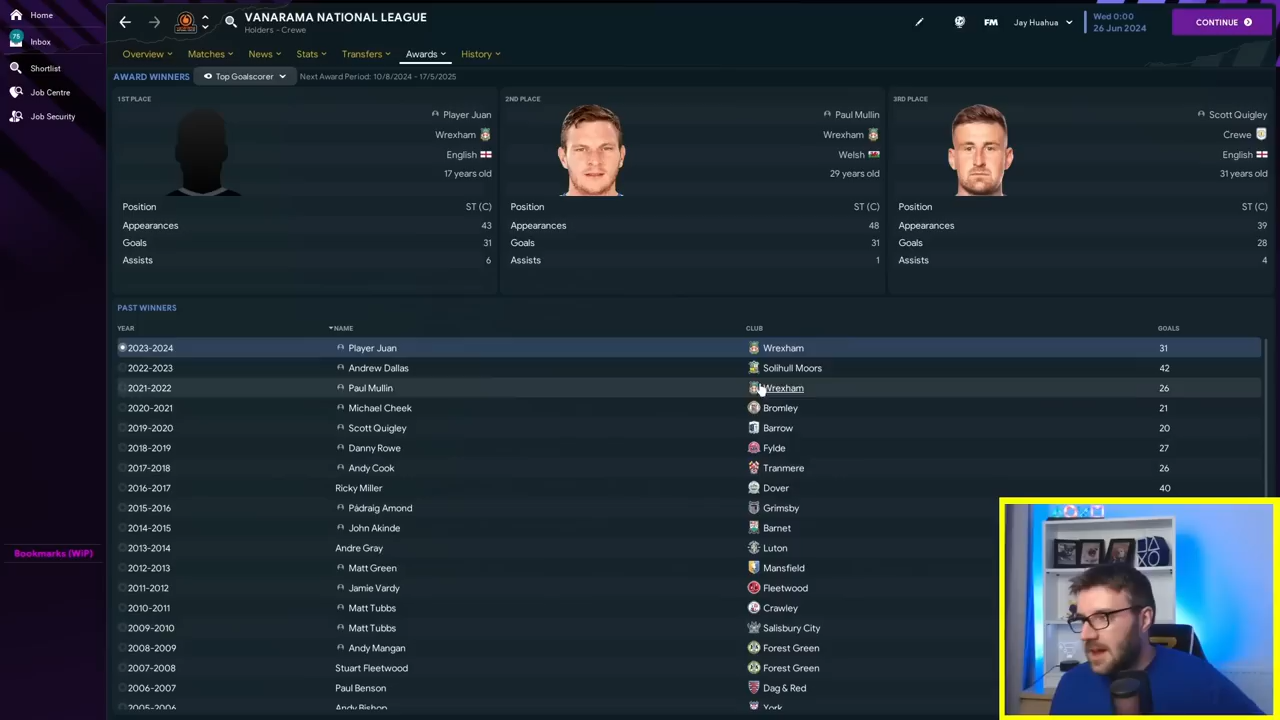 Home
75
Inbox
Shortlist
Job Centre
Job Security
Bookmarks (WiP)
VANARAMA NATIONAL LEAGUE
Holders - Crewe
FM
Jay Huahua
Wed 0:00
26 Jun 2024
CONTINUE
Overview
Matches
News
Stats
Transfers
Awards
History
AWARD WINNERS
Top Goalscorer
Next Award Period: 10/8/2024 - 17/5/2025
1ST PLACE
Player Juan
Wrexham
English
17 years old
Position ST (C)
Appearances 43
Goals 31
Assists 6
2ND PLACE
Paul Mullin
Wrexham
Welsh
29 years old
Position ST (C)
Appearances 48
Goals 31
Assists 1
3RD PLACE
Scott Quigley
Crewe
English
31 years old
Position ST (C)
Appearances 39
Goals 28
Assists 4
PAST WINNERS
YEAR NAME CLUB GOALS
2023-2024 Player Juan Wrexham 31
2022-2023 Andrew Dallas Solihull Moors 42
2021-2022 Paul Mullin Wrexham 26
2020-2021 Michael Cheek Bromley 21
2019-2020 Scott Quigley Barrow 20
2018-2019 Danny Rowe Fylde 27
2017-2018 Andy Cook Tranmere 26
2016-2017 Ricky Miller Dover 40
2015-2016 Pádraig Amond Grimsby
2014-2015 John Akinde Barnet
2013-2014 Andre Gray Luton
2012-2013 Matt Green Mansfield
2011-2012 Jamie Vardy Fleetwood
2010-2011 Matt Tubbs Crawley
2009-2010 Matt Tubbs Salisbury City
2008-2009 Andy Mangan Forest Green
2007-2008 Stuart Fleetwood Forest Green
2006-2007 Paul Benson Dag & Red
2005-2006 Andy Bishop York